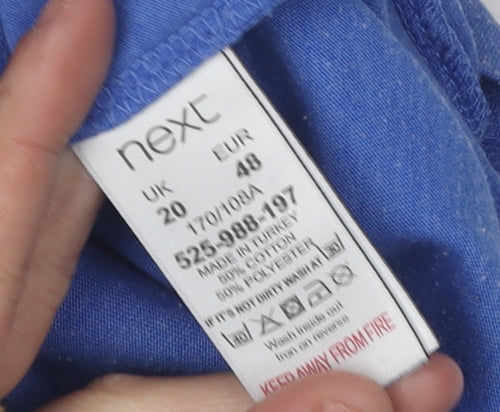 next
UK EUR
20 48
170/108A
525-988-197
MADE IN TURKEY
50% COTTON
50% POLYESTER
IF IT'S NOT DIRTY WASH AT 30
40
Wash inside out
Iron on reverse
KEEP AWAY FROM FIRE